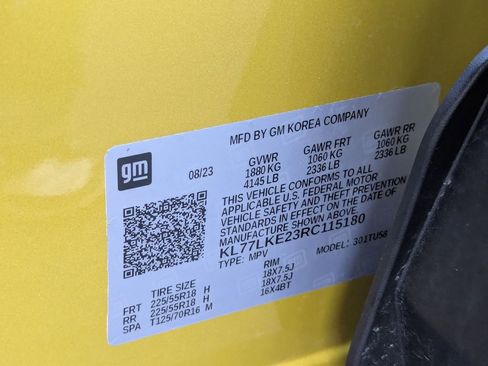 gm
MFD BY GM KOREA COMPANY
08/23
GVWR GAWR FRT GAWR RR
1880 KG 1060 KG 1060 KG
4145 LB 2336 LB 2336 LB
THIS VEHICLE CONFORMS TO ALL
APPLICABLE U.S. FEDERAL MOTOR
VEHICLE SAFETY AND THEFT PREVENTION
STANDARDS IN EFFECT ON THE DATE OF
MANUFACTURE SHOWN ABOVE.
KL77LKE23RC115180
TYPE: MPV MODEL: 301TU58
TIRE SIZE RIM
FRT 225/55R18 H 18X7.5J
RR 225/55R18 H 18X7.5J
SPA T125/70R16 M 16X4BT